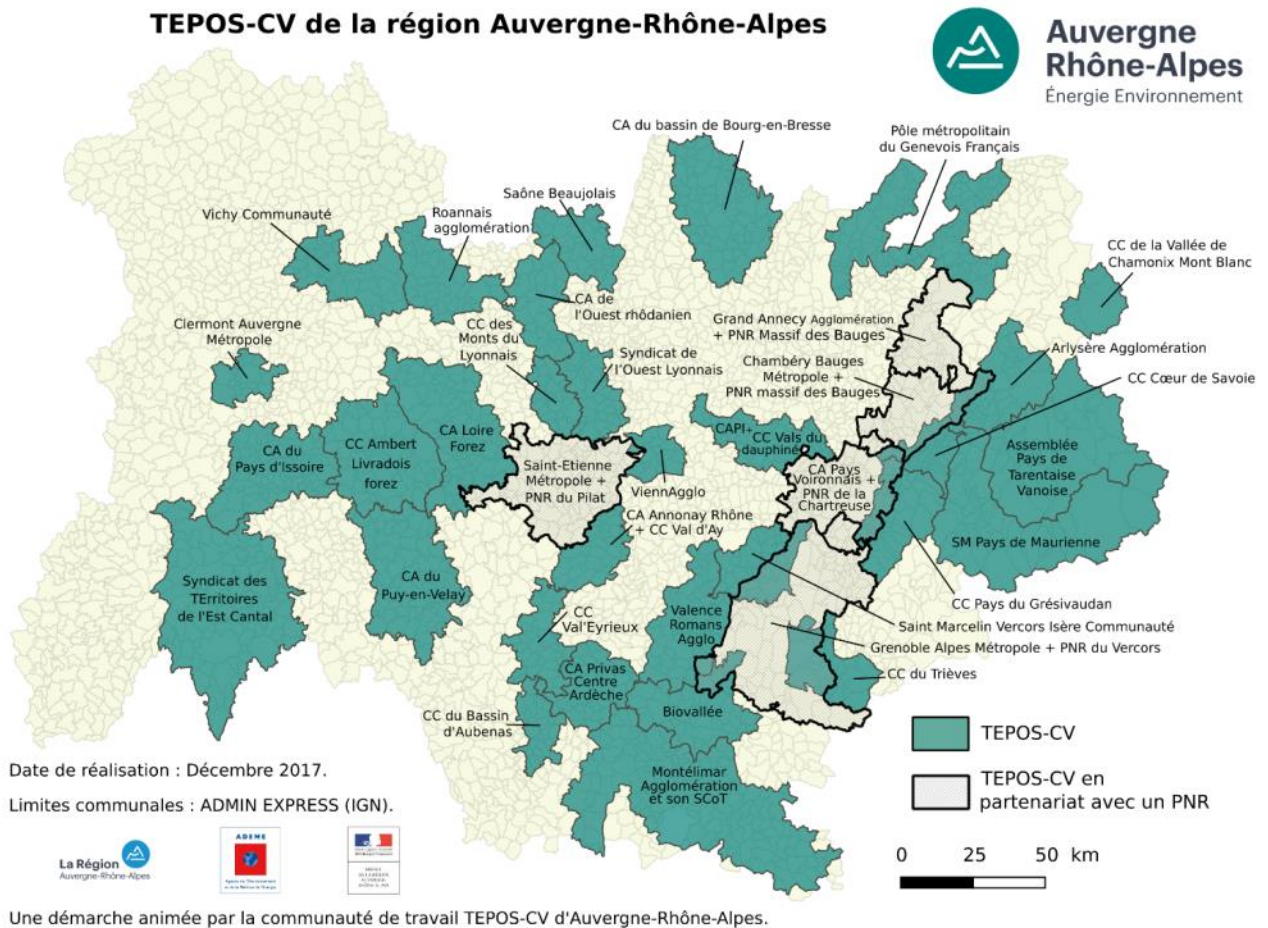 TEPOS-CV de la région Auvergne-Rhône-Alpes
Auvergne
Rhône-Alpes
Énergie Environnement
CA du bassin de Bourg-en-Bresse
Pôle métropolitain
du Genevois Français
Saône Beaujolais
Vichy Communauté
Roannais
agglomération
CC de la Vallée de
Chamonix Mont Blanc
CA de
l'Ouest rhôdanien
Clermont Auvergne
Métropole
CC des
Monts du
Lyonnais
Grand Annecy Agglomération
+ PNR Massif des Bauges
Syndicat de
l'Ouest Lyonnais
Chambéry Bauges
Métropole +
PNR massif des Bauges
Arlysère Agglomération
CC Cœur de Savoie
CAPI+
CC Vals du
dauphiné
CA Loire
Forez
CC Ambert
Livradois
forez
CA du
Pays d'Issoire
Saint-Etienne
Métropole +
PNR du Pilat
ViennAgglo
CA Pays
Voironnais +
PNR de la
Chartreuse
Assemblée
Pays de
Tarentaise
Vanoise
CA Annonay Rhône
+ CC Val d'Ay
SM Pays de Maurienne
Syndicat des
TErritoires
de l'Est Cantal
CA du
Puy-en-Velay
CC
Val'Eyrieux
Valence
Romans
Agglo
CC Pays du Grésivaudan
Saint Marcelin Vercors Isère Communauté
Grenoble Alpes Métropole + PNR du Vercors
CC du Trièves
CA Privas
Centre
Ardèche
CC du Bassin
d'Aubenas
Biovallée
Montélimar
Agglomération
et son SCoT
TEPOS-CV
TEPOS-CV en
partenariat avec un PNR
Date de réalisation : Décembre 2017.
Limites communales : ADMIN EXPRESS (IGN).
0 25 50 km
La Région
Auvergne-Rhône-Alpes
ADEME
Une démarche animée par la communauté de travail TEPOS-CV d'Auvergne-Rhône-Alpes.